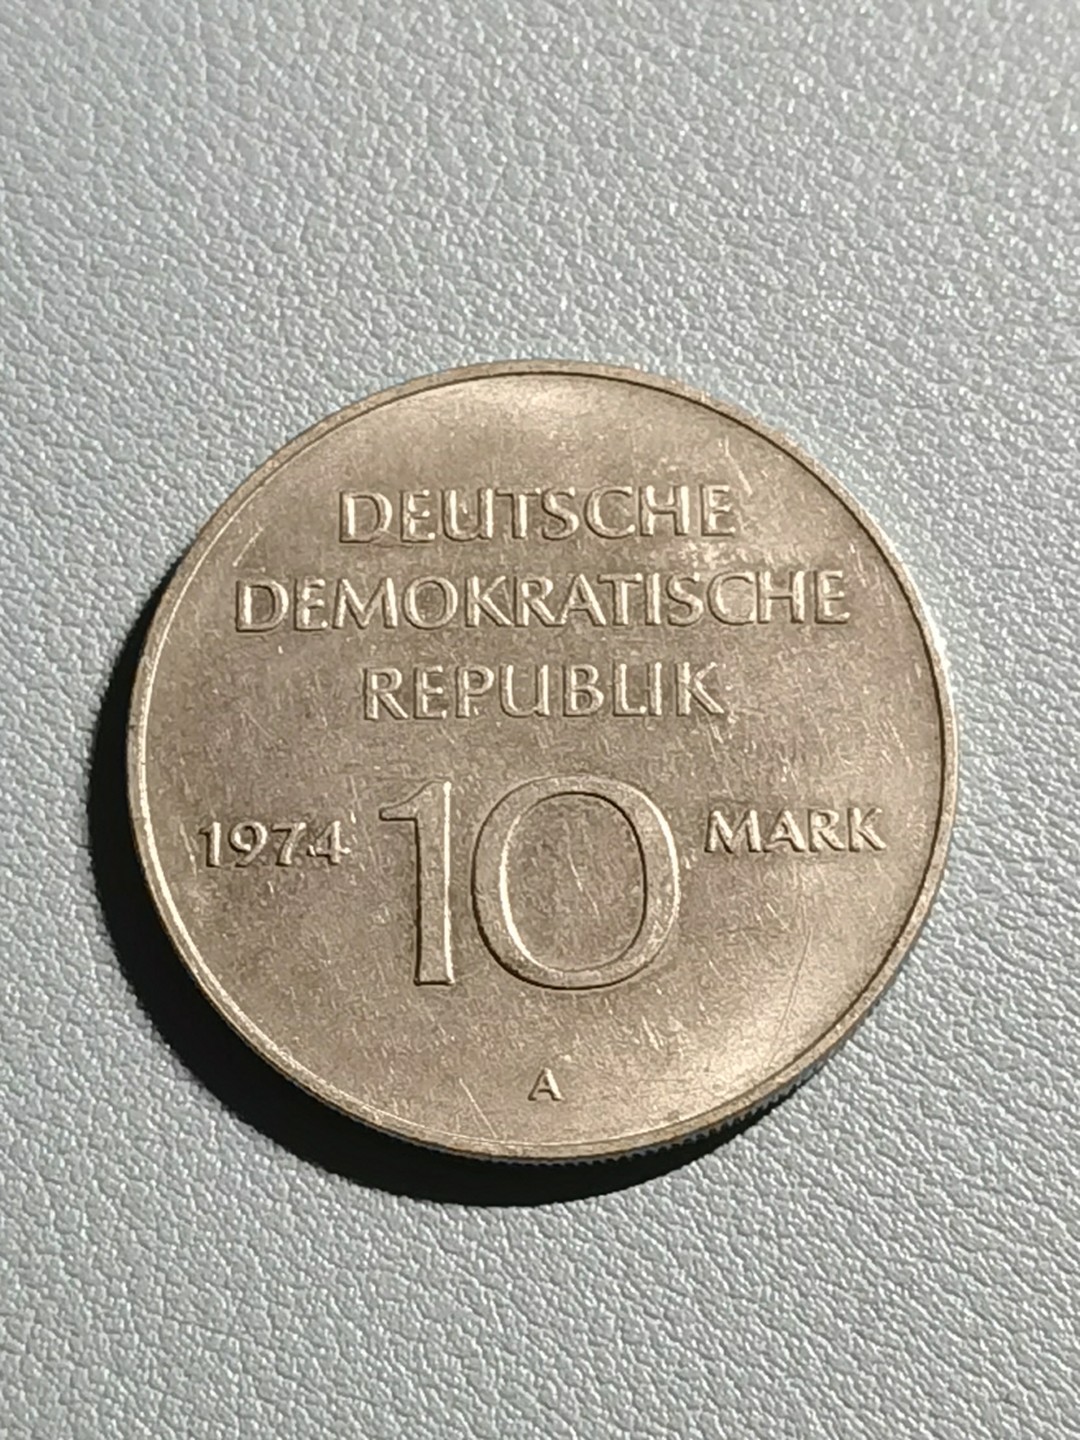 DEUTSCHE
DEMOKRATISCHE
REPUBLIK
1974 10 MARK
A